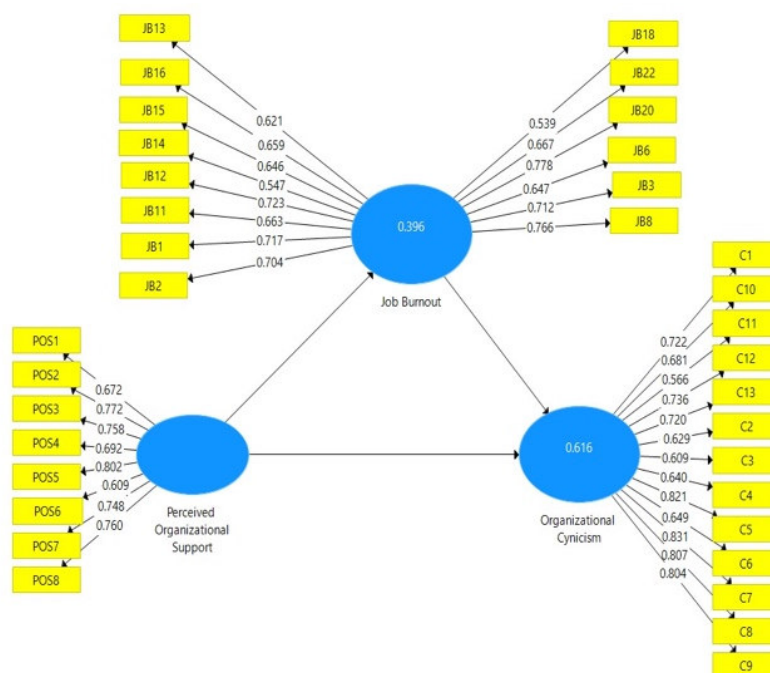 JB13
JB16
JB15
JB14
JB12
JB11
JB1
JB2
0.621
0.659
0.646
0.547
0.723
0.663
0.717
0.704
JB18
JB22
JB20
JB6
JB3
JB8
0.539
0.667
0.778
0.647
0.712
0.766
0.396
Job Burnout
POS1
POS2
POS3
POS4
POS5
POS6
POS7
POS8
0.672
0.772
0.758
0.692
0.802
0.609
0.748
0.760
Perceived
Organizational
Support
0.616
Organizational
Cynicism
0.722
0.681
0.566
0.736
0.720
0.629
0.609
0.640
0.821
0.649
0.831
0.807
0.804
C1
C10
C11
C12
C13
C2
C3
C4
C5
C6
C7
C8
C9